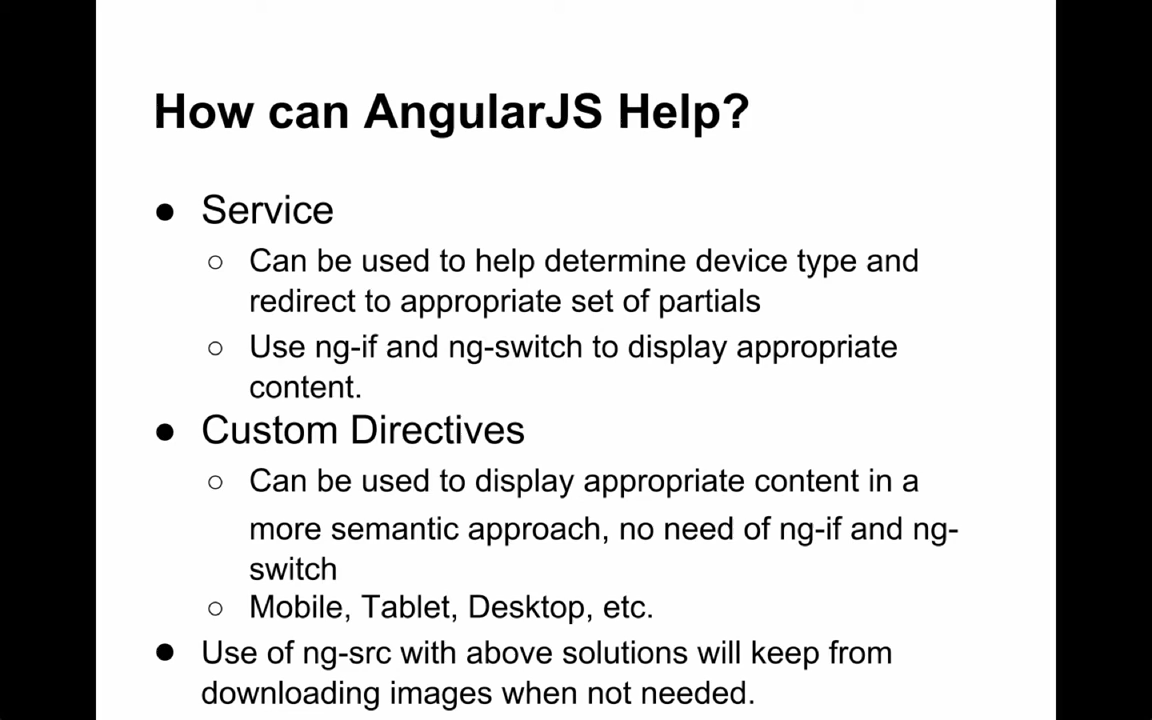 How can AngularJS Help?
● Service
○ Can be used to help determine device type and
redirect to appropriate set of partials
○ Use ng-if and ng-switch to display appropriate
content.
● Custom Directives
○ Can be used to display appropriate content in a
more semantic approach, no need of ng-if and ng-
switch
○ Mobile, Tablet, Desktop, etc.
● Use of ng-src with above solutions will keep from
downloading images when not needed.